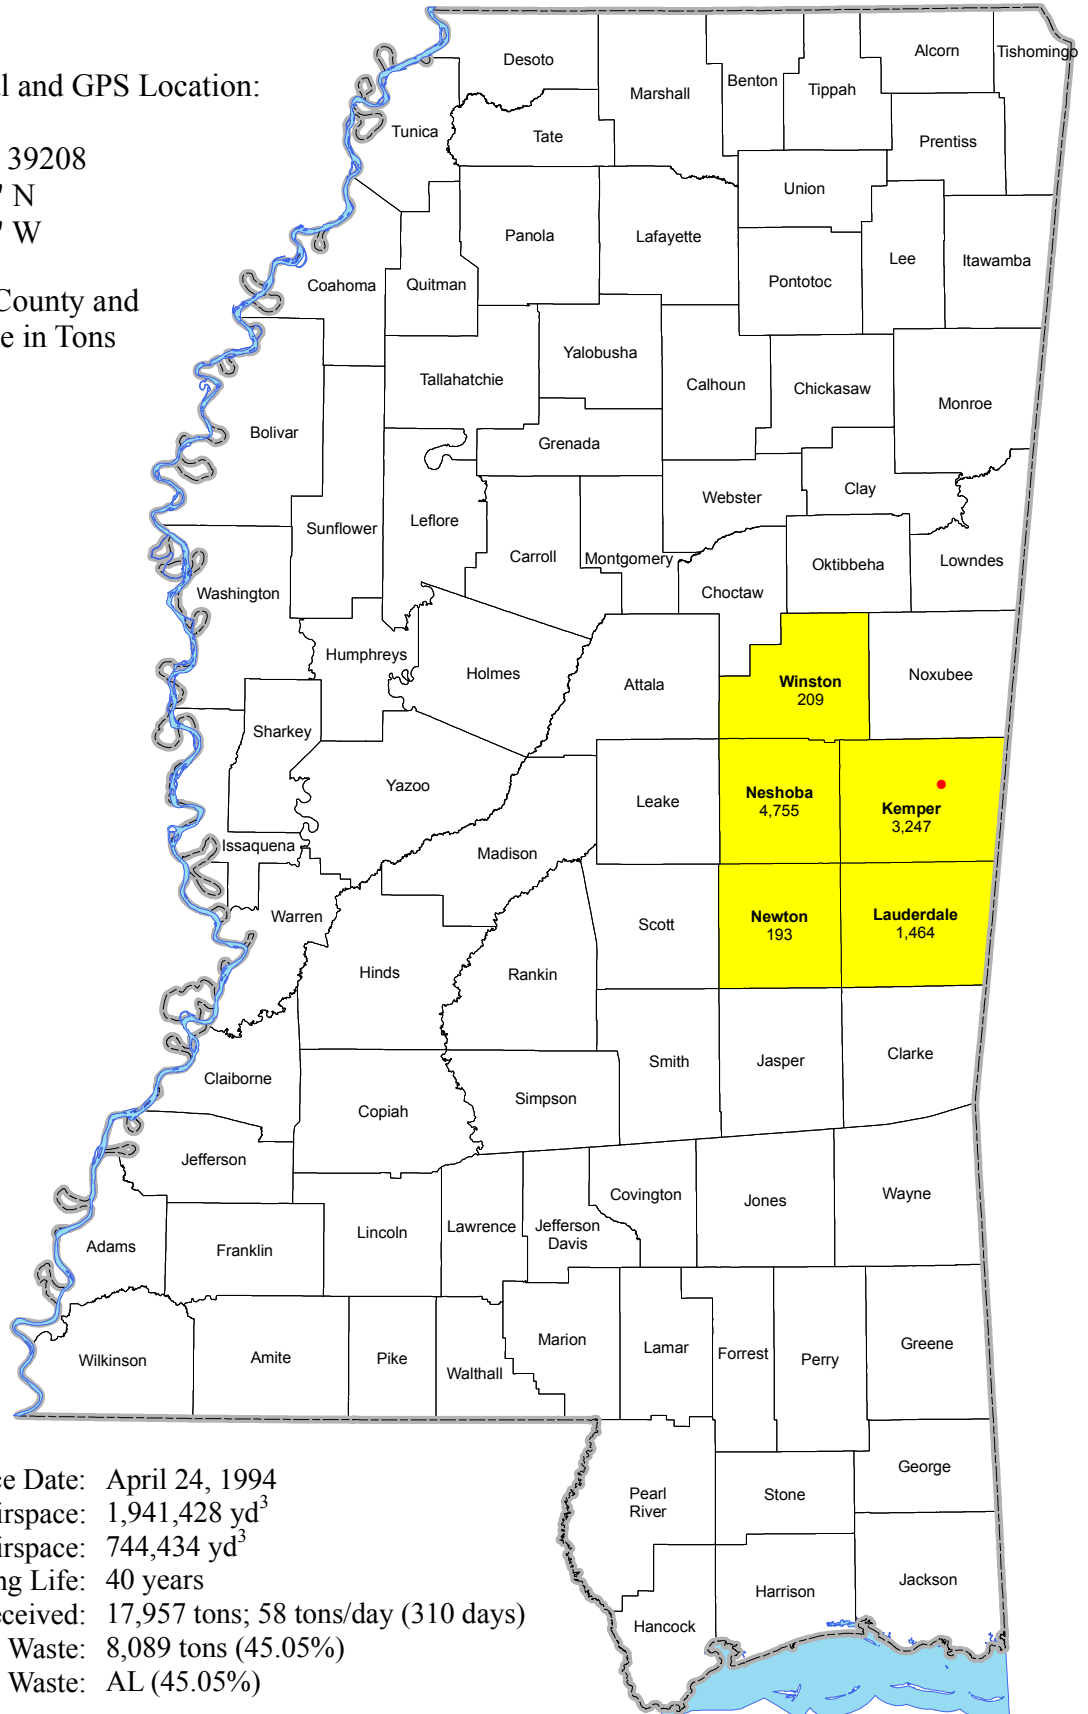 l and GPS Location:
39208
' N
' W
County and
e in Tons
Desoto
Marshall
Benton
Tippah
Alcorn
Tishomingo
Tunica
Tate
Prentiss
Union
Panola
Lafayette
Lee
Itawamba
Coahoma
Quitman
Pontotoc
Yalobusha
Tallahatchie
Calhoun
Chickasaw
Monroe
Bolivar
Grenada
Webster
Clay
Sunflower
Leflore
Carroll
Montgomery
Oktibbeha
Lowndes
Washington
Choctaw
Humphreys
Holmes
Attala
Winston
209
Noxubee
Sharkey
Yazoo
Leake
Neshoba
4,755
Kemper
3,247
Issaquena
Madison
Warren
Scott
Newton
193
Lauderdale
1,464
Hinds
Rankin
Smith
Jasper
Clarke
Claiborne
Copiah
Simpson
Jefferson
Covington
Jones
Wayne
Adams
Franklin
Lincoln
Lawrence
Jefferson
Davis
Wilkinson
Amite
Pike
Walthall
Marion
Lamar
Forrest
Perry
Greene
George
Pearl
River
Stone
Harrison
Jackson
Hancock
ce Date: April 24, 1994
irspace: 1,941,428 yd³
irspace: 744,434 yd³
ng Life: 40 years
eceived: 17,957 tons; 58 tons/day (310 days)
Waste: 8,089 tons (45.05%)
Waste: AL (45.05%)